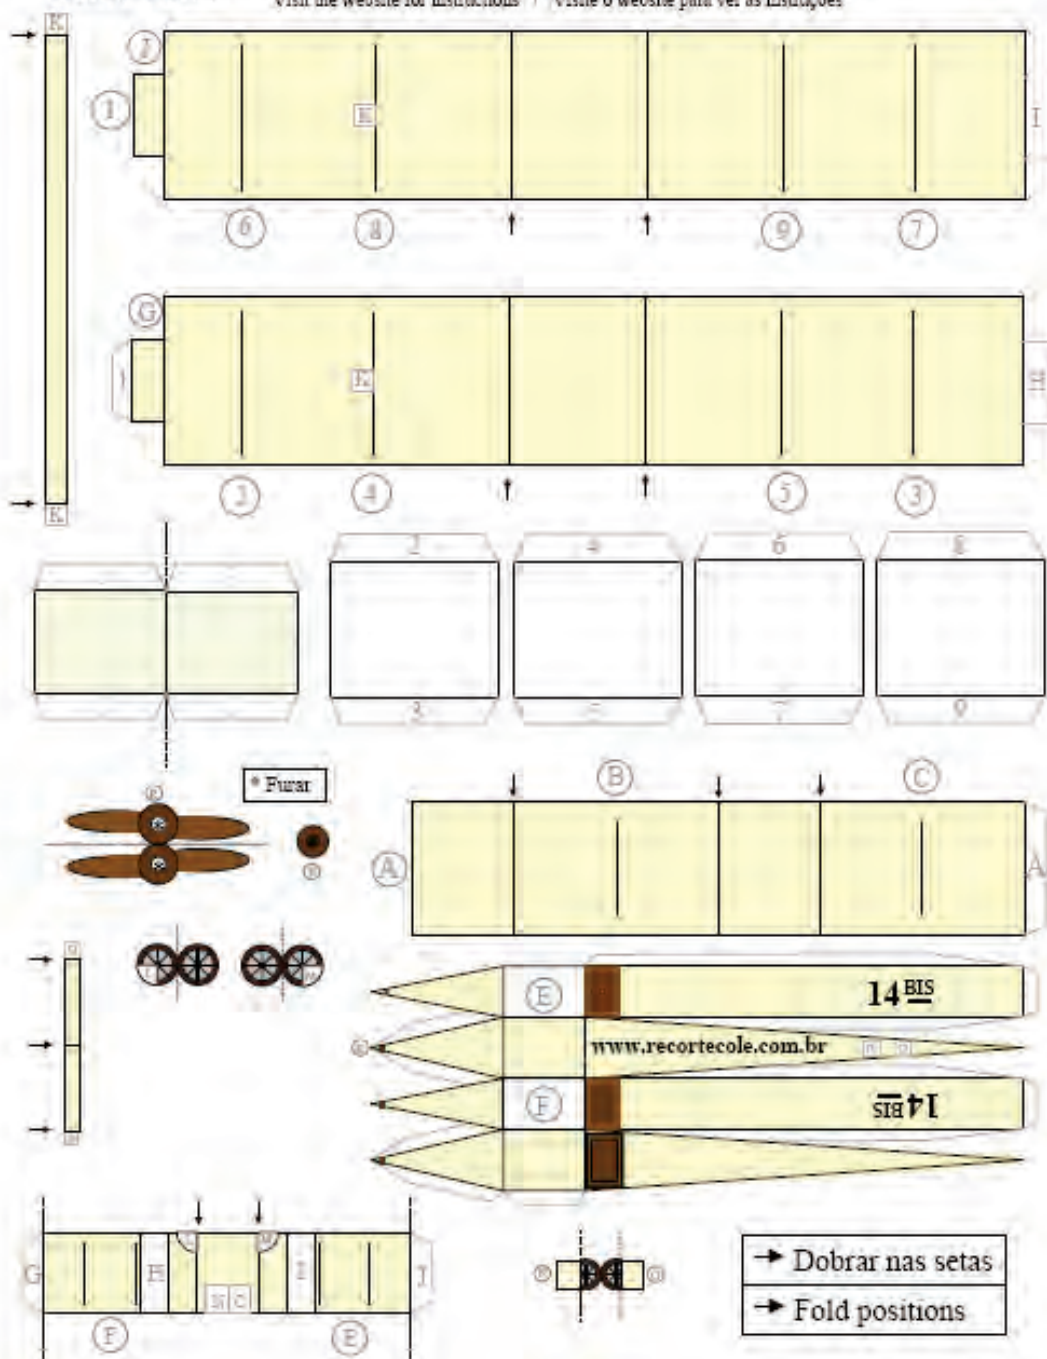 Visit the website for instructions / Visite o website para ver as instruções
K
1
K
I
6
8
9
7
G
K
H
4
5
3
K
2
4
6
8
3
7
9
* Furar
B
C
A
A
E
14 BIS
www.recortecole.com.br
F
14 BIS
G
H
I
J
F
E
Dobrar nas setas
Fold positions